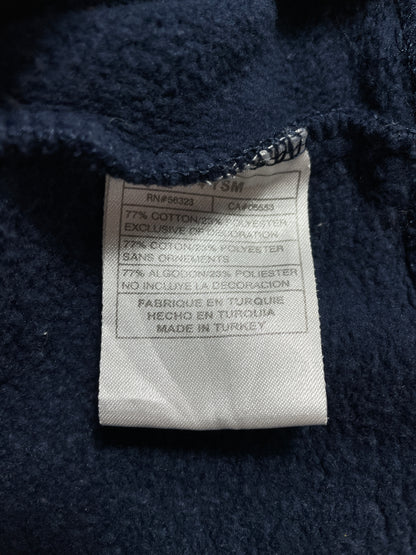 RN#56323 CA#05553
77% COTTON/23% POLYESTER
EXCLUSIVE OF DECORATION
77% COTON/23% POLYESTER
SANS ORNEMENTS
77% ALGODON/23% POLIESTER
NO INCLUYE LA DECORACION
FABRIQUE EN TURQUIE
HECHO EN TURQUIA
MADE IN TURKEY